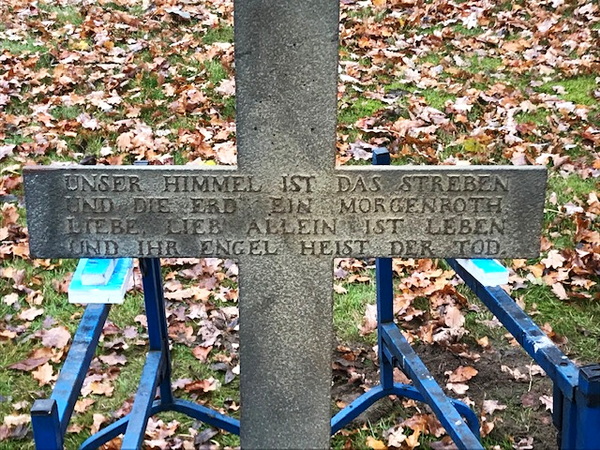 UNSER HIMMEL IST DAS STREBEN
UND DIE ERD EIN MORGENROTH
LIEBE, LIEB ALLEIN IST LEBEN
UND IHR ENGEL HEIST DER TOD